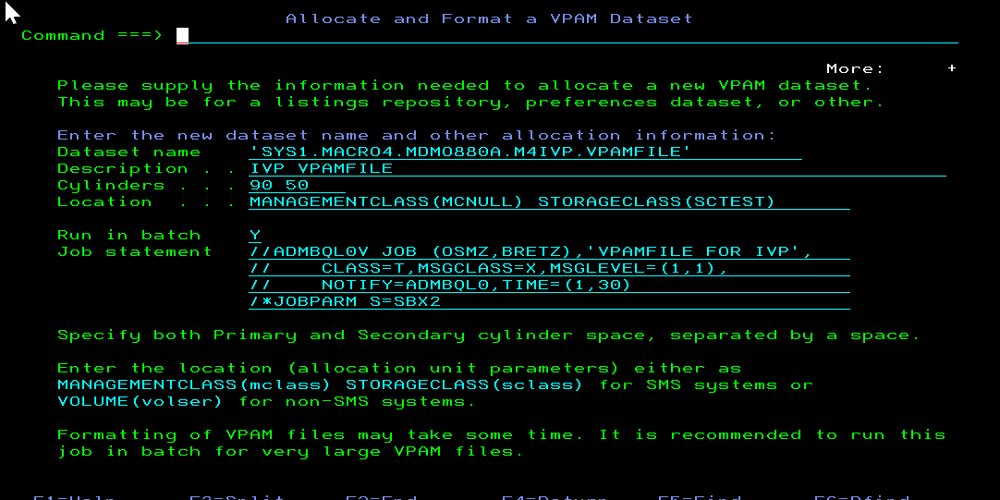 Allocate and Format a VPAM Dataset
Command ===>
More:      +
Please supply the information needed to allocate a new VPAM dataset.
This may be for a listings repository, preferences dataset, or other.
Enter the new dataset name and other allocation information:
Dataset name    'SYS1.MACRO4.MDMO880A.M4IVP.VPAMFILE'
Description . . IVP VPAMFILE
Cylinders . . . 90 50
Location  . . . MANAGEMENTCLASS(MCNULL) STORAGECLASS(SCTEST)
Run in batch    Y
Job statement   //ADMBQL0V JOB (OSMZ,BRETZ),'VPAMFILE FOR IVP',
//    CLASS=T,MSGCLASS=X,MSGLEVEL=(1,1),
//    NOTIFY=ADMBQL0,TIME=(1,30)
/*JOBPARM S=SBX2
Specify both Primary and Secondary cylinder space, separated by a space.
Enter the location (allocation unit parameters) either as
MANAGEMENTCLASS(mclass) STORAGECLASS(sclass) for SMS systems or
VOLUME(volser) for non-SMS systems.
Formatting of VPAM files may take some time. It is recommended to run this
job in batch for very large VPAM files.